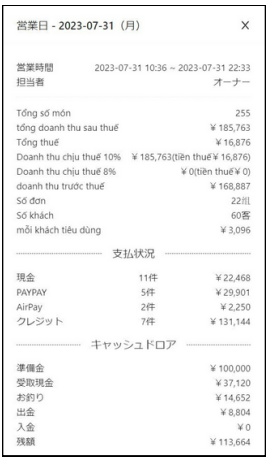 営業日 - 2023-07-31（月） X
営業時間 2023-07-31 10:36 ~ 2023-07-31 22:33
担当者 オーナー
Tổng số món 255
tổng doanh thu sau thuế ¥ 185,763
Tổng thuế ¥ 16,876
Doanh thu chịu thuế 10% ¥ 185,763(tiền thuế ¥ 16,876)
Doanh thu chịu thuế 8% ¥ 0(tiền thuế ¥ 0)
doanh thu trước thuế ¥ 168,887
Số đơn 22組
Số khách 60客
mỗi khách tiêu dùng ¥ 3,096
支払状況
現金 11件 ¥ 22,468
PAYPAY 5件 ¥ 29,901
AirPay 2件 ¥ 2,250
クレジット 7件 ¥ 131,144
キャッシュドロア
準備金 ¥ 100,000
受取現金 ¥ 37,120
お釣り ¥ 14,652
出金 ¥ 8,804
入金 ¥ 0
残額 ¥ 113,664